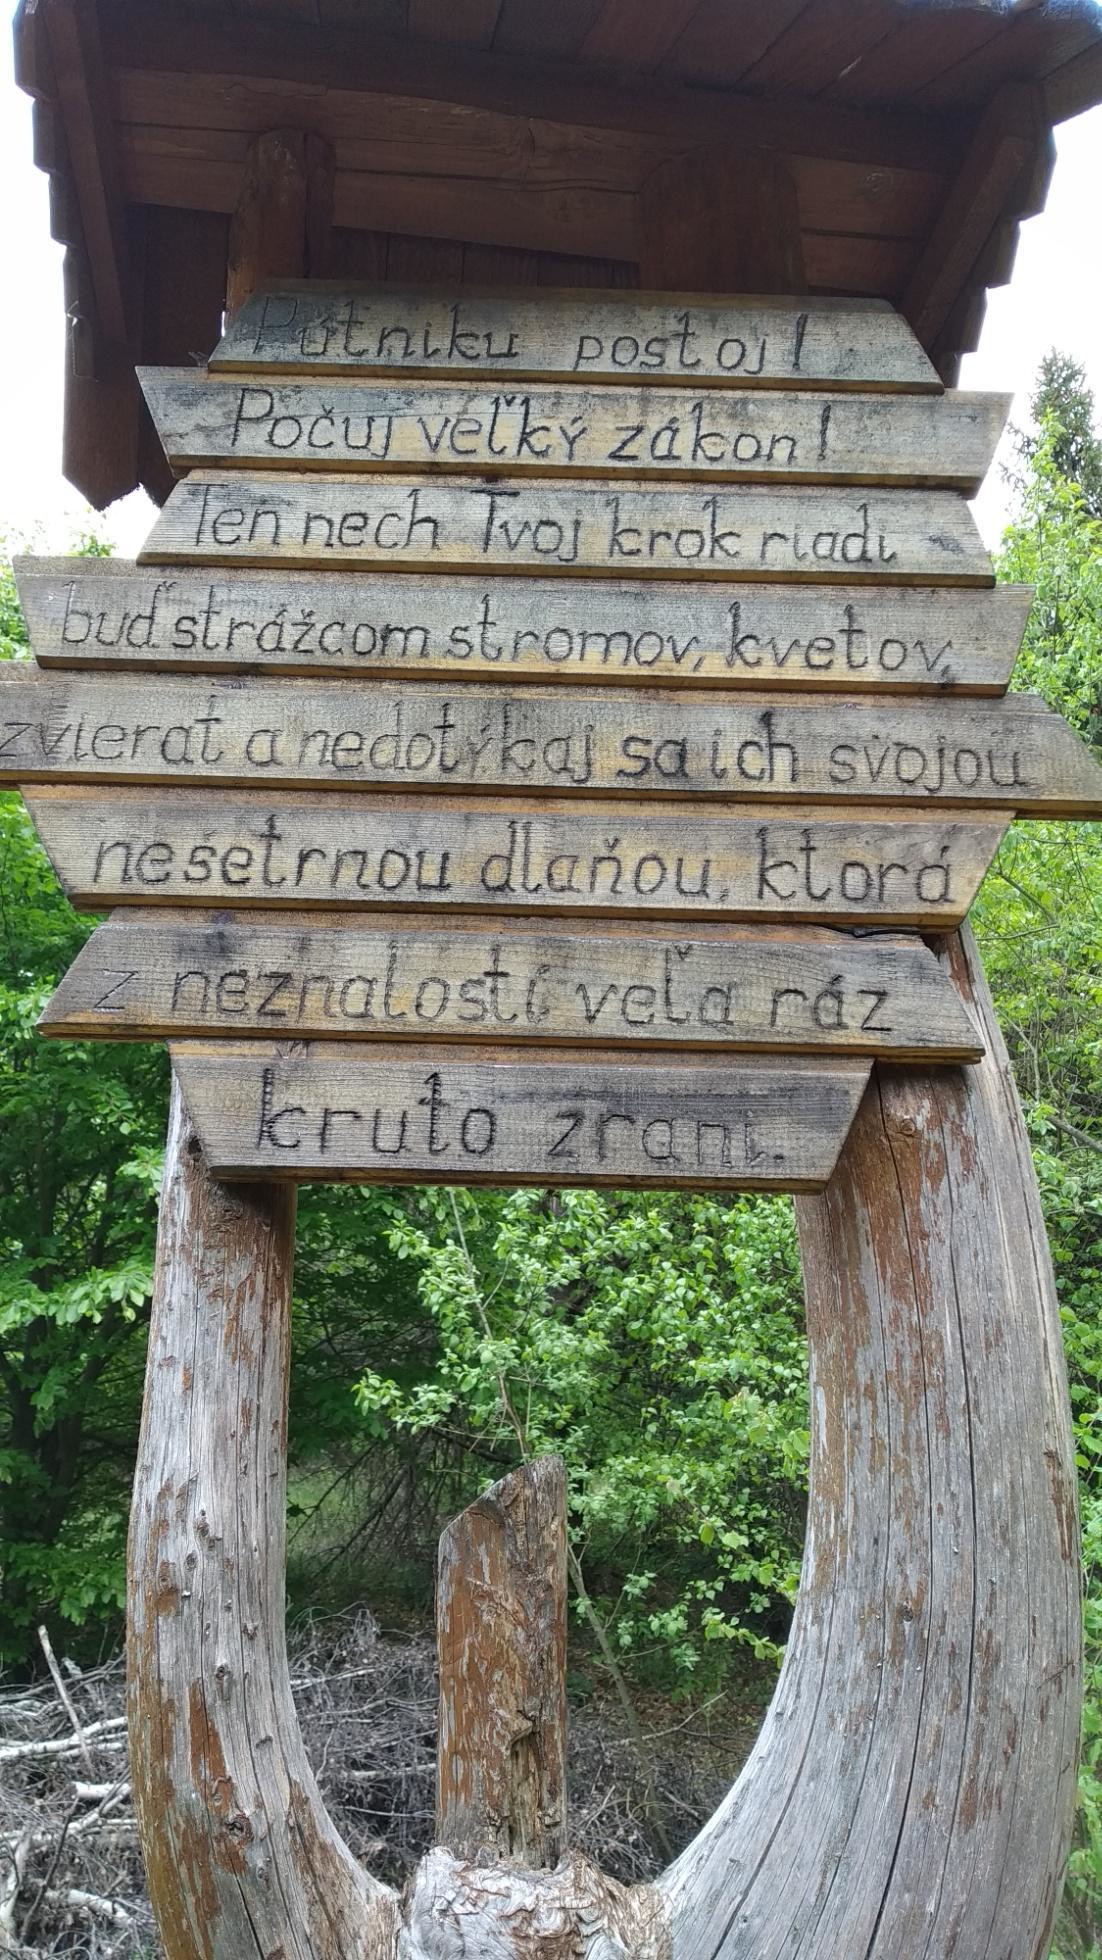 Pútniku postoj!
Počuj veľký zákon!
Ten nech Tvoj krok riadi
buď strážcom stromov, kvetov,
zvierat a nedotýkaj sa ich svojou
nešetrnou dlaňou, ktorá
z neznalosti veľa ráz
kruto zraní.